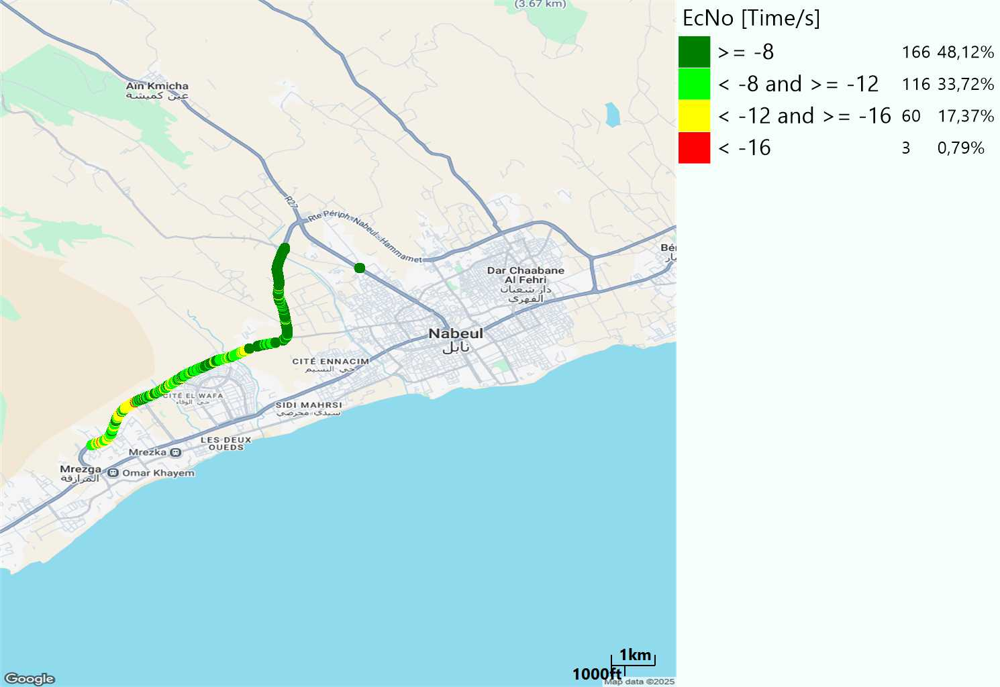 (3.67 km)
EcNo [Time/s]
>= -8 166 48,12%
< -8 and >= -12 116 33,72%
< -12 and >= -16 60 17,37%
< -16 3 0,79%
Aïn Kmicha
عين كميشة
R27
Rte Périph. Nabeul - Hammamet
Dar Chaabane
Al Fehri
دار شعبان
الفهري
Nabeul
نابل
CITÉ ENNACIM
حي النسيم
CITÉ EL WAFA
حي الوفاء
SIDI MAHRSI
سيدي محرصي
LES DEUX
OUEDS
Mrezka
Mrezga
المرازقة
Omar Khayem
1km
1000ft
Google
Map data ©2025